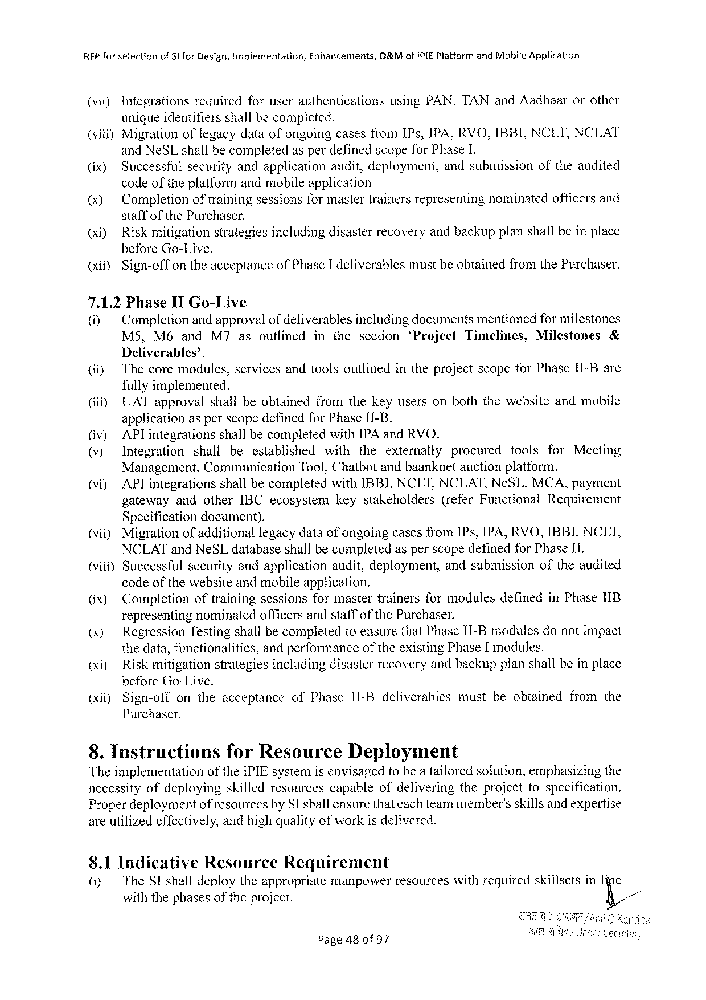 RFP for selection of SI for Design, Implementation, Enhancements, O&M of iPIE Platform and Mobile Application
(vii) Integrations required for user authentications using PAN, TAN and Aadhaar or other
unique identifiers shall be completed.
(viii) Migration of legacy data of ongoing cases from IPs, IPA, RVO, IBBI, NCLT, NCLAT
and NeSL shall be completed as per defined scope for Phase I.
(ix) Successful security and application audit, deployment, and submission of the audited
code of the platform and mobile application.
(x) Completion of training sessions for master trainers representing nominated officers and
staff of the Purchaser.
(xi) Risk mitigation strategies including disaster recovery and backup plan shall be in place
before Go-Live.
(xii) Sign-off on the acceptance of Phase I deliverables must be obtained from the Purchaser.
7.1.2 Phase II Go-Live
(i) Completion and approval of deliverables including documents mentioned for milestones
M5, M6 and M7 as outlined in the section ‘Project Timelines, Milestones &
Deliverables’.
(ii) The core modules, services and tools outlined in the project scope for Phase II-B are
fully implemented.
(iii) UAT approval shall be obtained from the key users on both the website and mobile
application as per scope defined for Phase II-B.
(iv) API integrations shall be completed with IPA and RVO.
(v) Integration shall be established with the externally procured tools for Meeting
Management, Communication Tool, Chatbot and baanknet auction platform.
(vi) API integrations shall be completed with IBBI, NCLT, NCLAT, NeSL, MCA, payment
gateway and other IBC ecosystem key stakeholders (refer Functional Requirement
Specification document).
(vii) Migration of additional legacy data of ongoing cases from IPs, IPA, RVO, IBBI, NCLT,
NCLAT and NeSL database shall be completed as per scope defined for Phase II.
(viii) Successful security and application audit, deployment, and submission of the audited
code of the website and mobile application.
(ix) Completion of training sessions for master trainers for modules defined in Phase IIB
representing nominated officers and staff of the Purchaser.
(x) Regression Testing shall be completed to ensure that Phase II-B modules do not impact
the data, functionalities, and performance of the existing Phase I modules.
(xi) Risk mitigation strategies including disaster recovery and backup plan shall be in place
before Go-Live.
(xii) Sign-off on the acceptance of Phase II-B deliverables must be obtained from the
Purchaser.
8. Instructions for Resource Deployment
The implementation of the iPIE system is envisaged to be a tailored solution, emphasizing the
necessity of deploying skilled resources capable of delivering the project to specification.
Proper deployment of resources by SI shall ensure that each team member's skills and expertise
are utilized effectively, and high quality of work is delivered.
8.1 Indicative Resource Requirement
(i) The SI shall deploy the appropriate manpower resources with required skillsets in line
with the phases of the project.
अनिल चन्द्र काण्डपाल/Anil C Kandpal
अवर सचिव/Under Secretary
Page 48 of 97